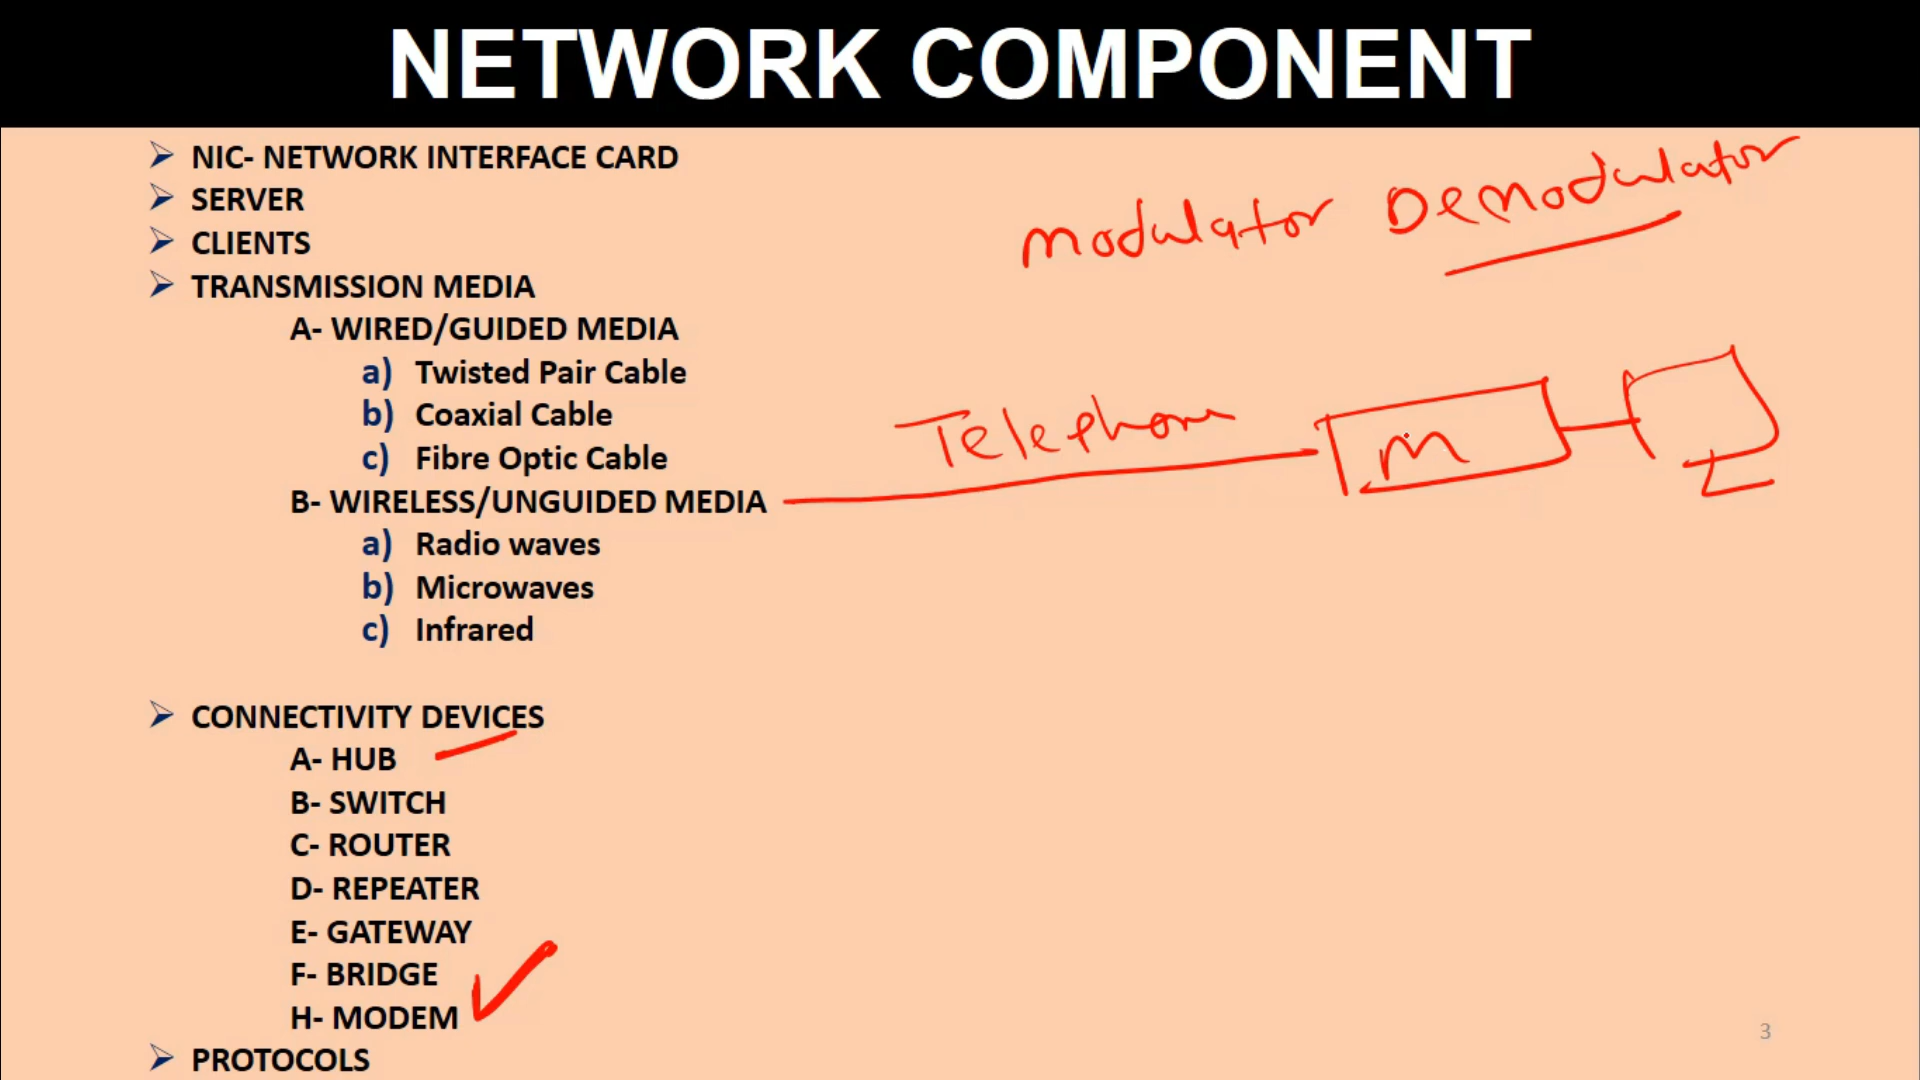 NETWORK COMPONENT
NIC- NETWORK INTERFACE CARD
SERVER
CLIENTS
TRANSMISSION MEDIA
A- WIRED/GUIDED MEDIA
a) Twisted Pair Cable
b) Coaxial Cable
c) Fibre Optic Cable
B- WIRELESS/UNGUIDED MEDIA
a) Radio waves
b) Microwaves
c) Infrared
CONNECTIVITY DEVICES
A- HUB
B- SWITCH
C- ROUTER
D- REPEATER
E- GATEWAY
F- BRIDGE
H- MODEM
PROTOCOLS
Modulator Demodulator
Telephone
M
3